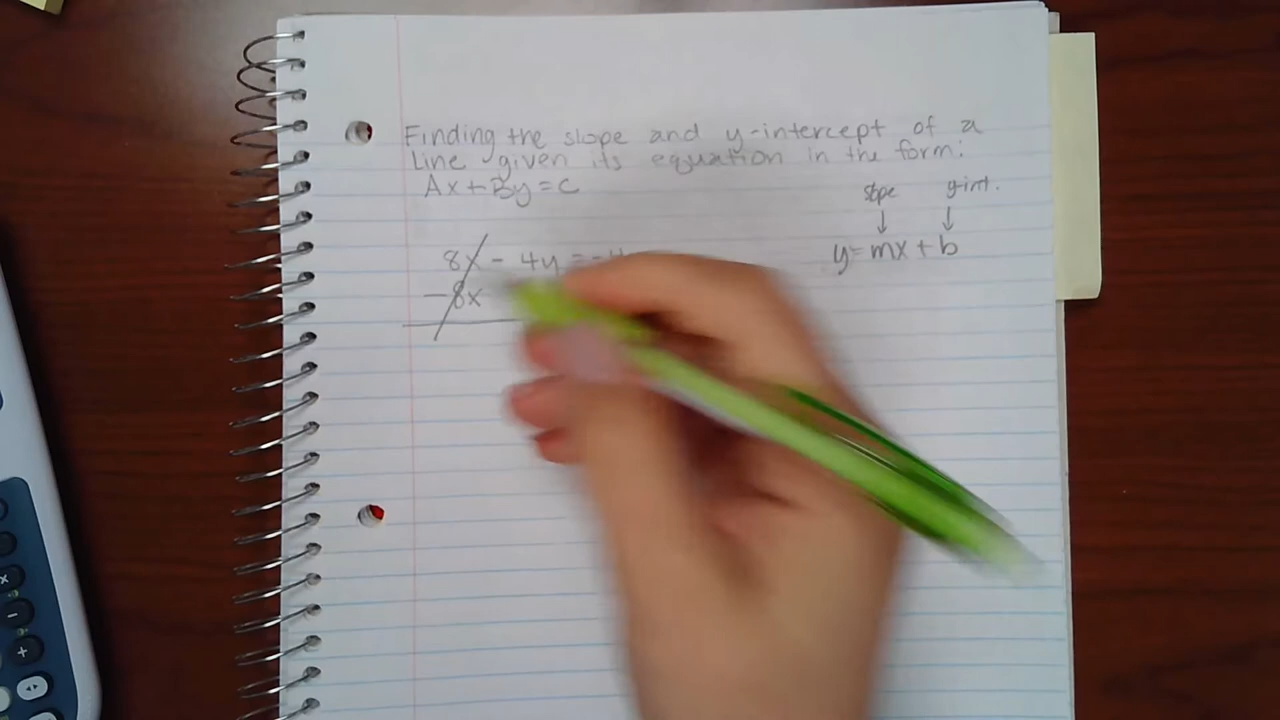 Finding the slope and y-intercept of a
Line given its equation in the form:
Ax + By = C
slope y-int.
y = mx + b
8x - 4y =
-8x